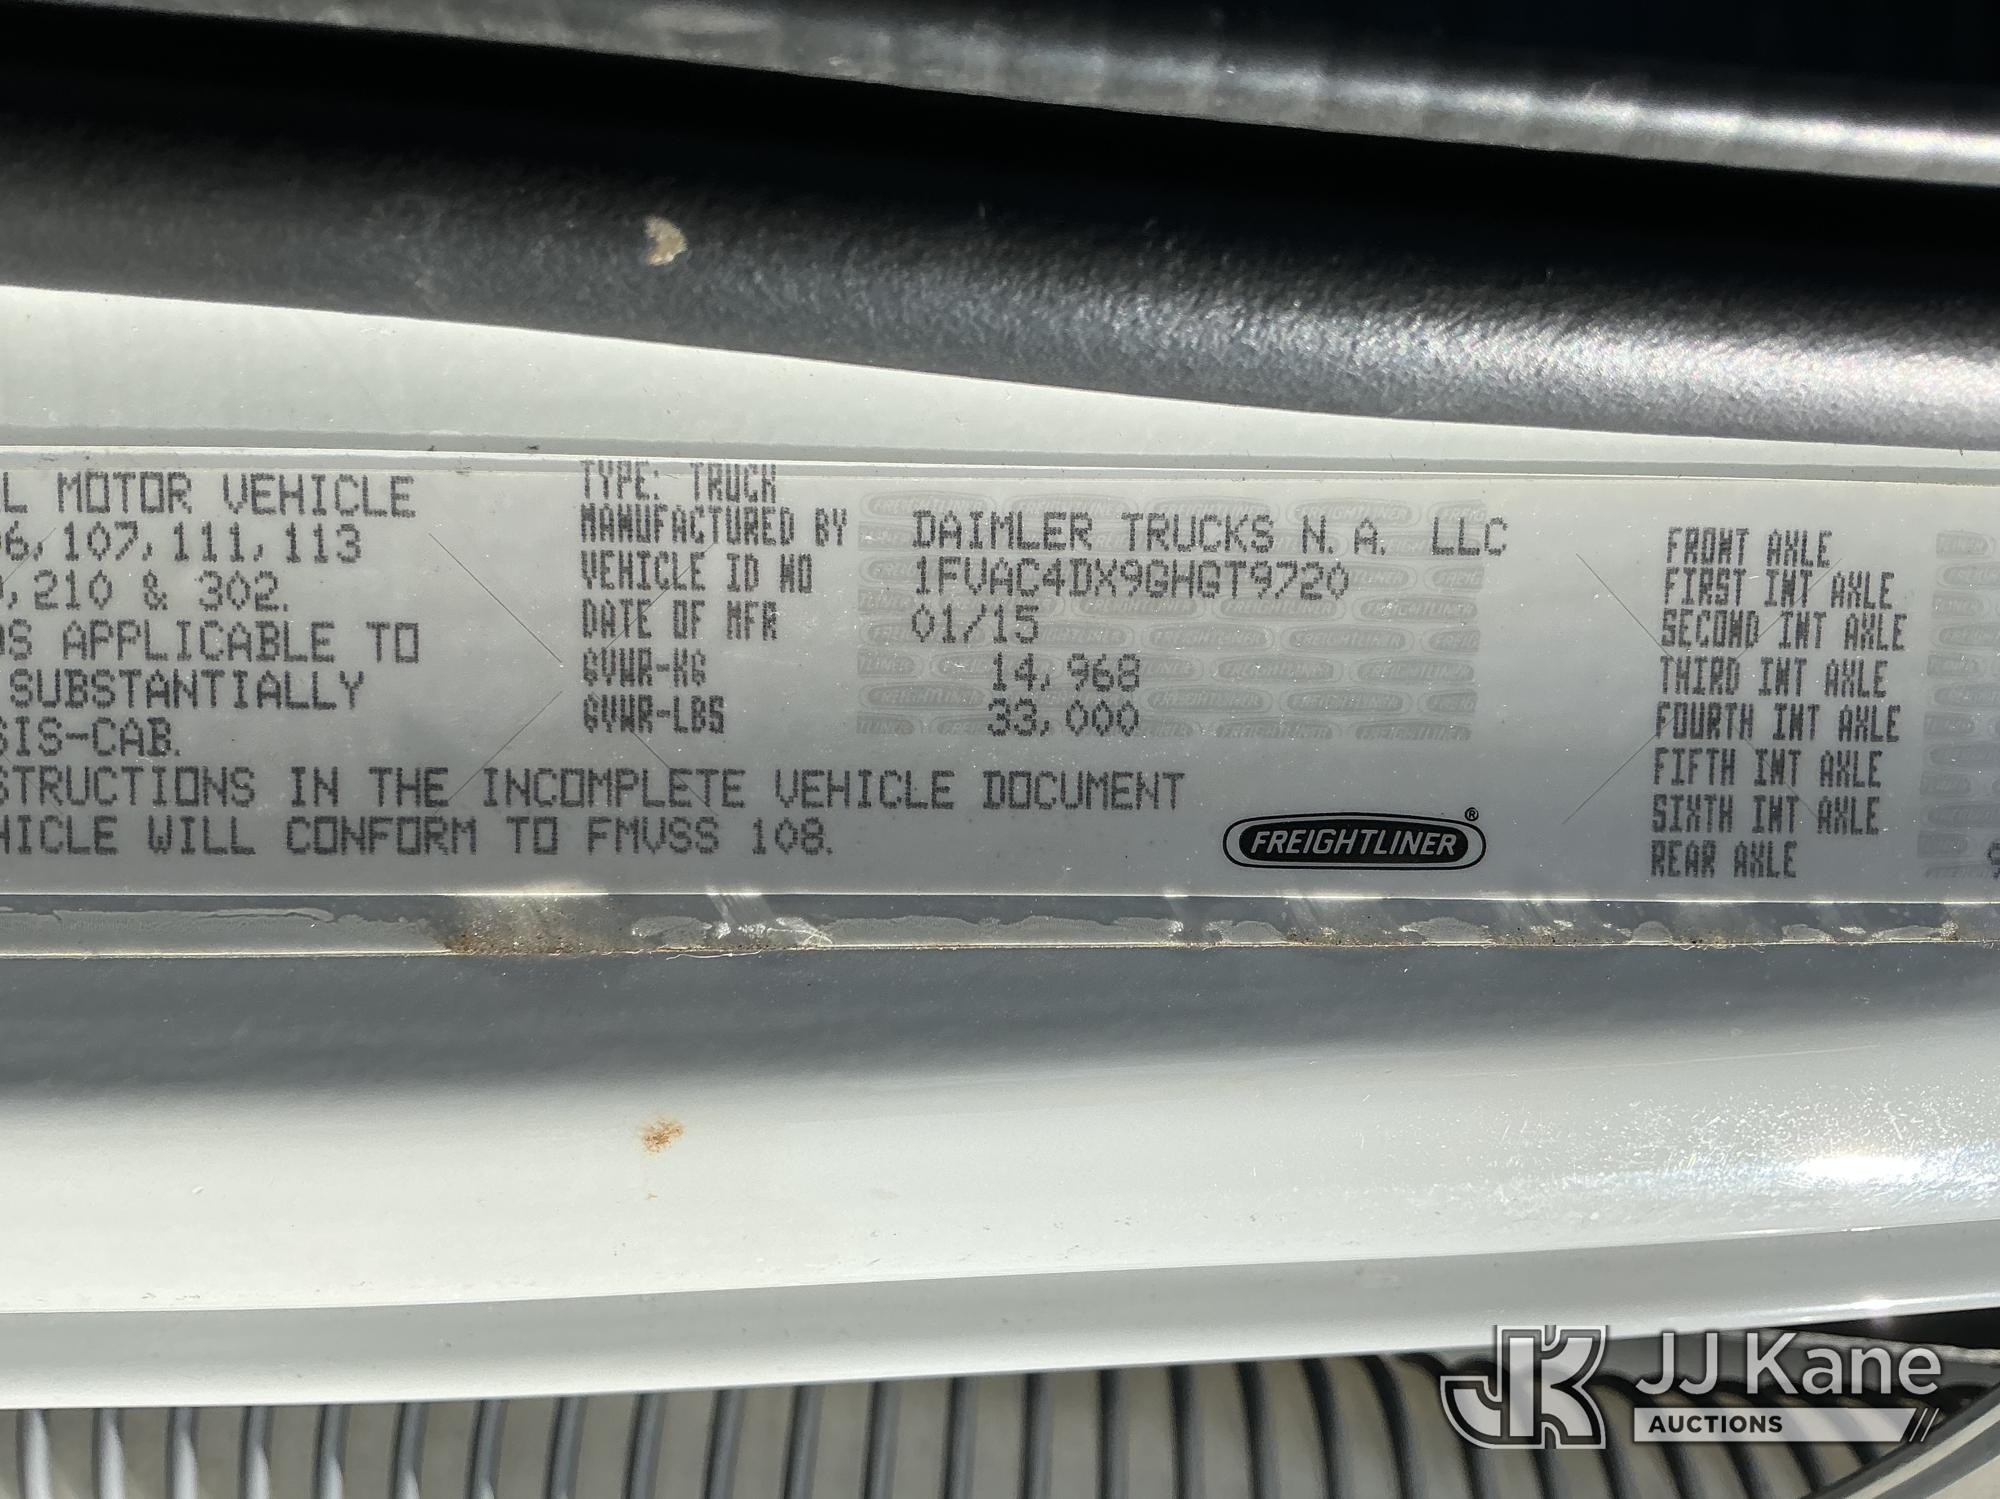 L MOTOR VEHICLE
6, 107, 111, 113
, 210 & 302.
S APPLICABLE TO
SUBSTANTIALLY
SIS-CAB.
STRUCTIONS IN THE INCOMPLETE VEHICLE DOCUMENT
HICLE WILL CONFORM TO FMVSS 108.
TYPE: TRUCK
MANUFACTURED BY DAIMLER TRUCKS N. A. LLC
VEHICLE ID NO 1FVAC4DX9GHGT9720
DATE OF MFR 01/15
GVWR-KG 14,968
GVWR-LBS 33,000
FREIGHTLINER®
FRONT AXLE
FIRST INT AXLE
SECOND INT AXLE
THIRD INT AXLE
FOURTH INT AXLE
FIFTH INT AXLE
SIXTH INT AXLE
REAR AXLE 9
JK JJ Kane
AUCTIONS